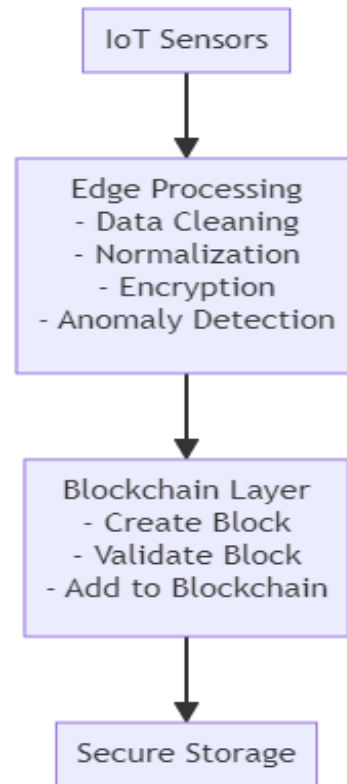 IoT Sensors
Edge Processing
- Data Cleaning
- Normalization
- Encryption
- Anomaly Detection
Blockchain Layer
- Create Block
- Validate Block
- Add to Blockchain
Secure Storage